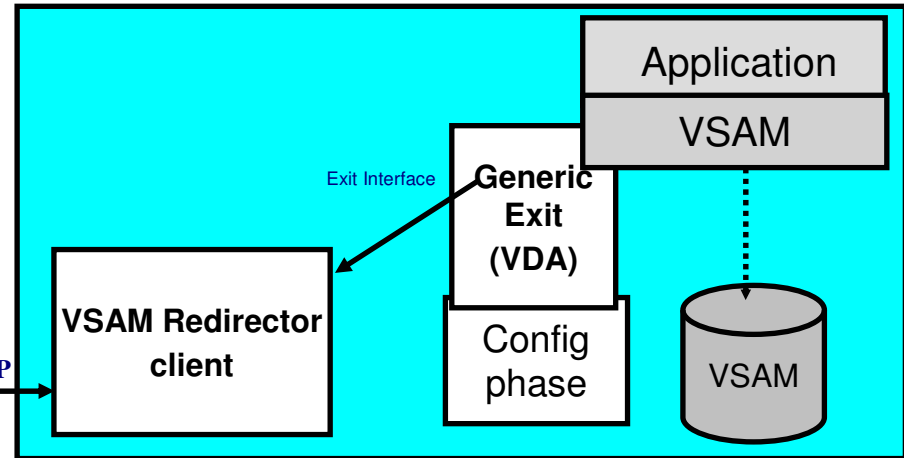 Application
VSAM
Exit Interface
Generic
Exit
(VDA)
VSAM Redirector
client
Config
phase
VSAM
P